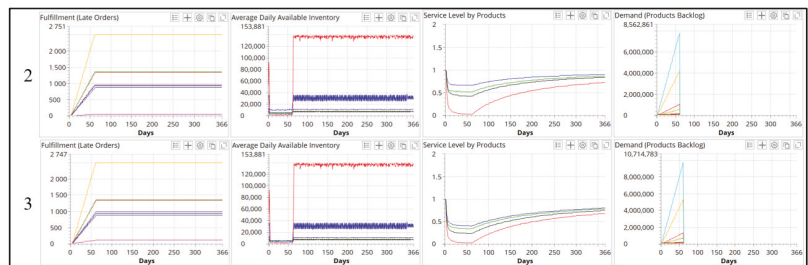 2
Fulfillment (Late Orders)
2 751
2 000
1 500
1 000
500
0
0 50 100 150 200 250 300 366
Days
Average Daily Available Inventory
153,881
120,000
100,000
80,000
60,000
40,000
20,000
0
0 50 100 150 200 250 300 366
Days
Service Level by Products
2
1.5
1
0.5
0
0 50 100 150 200 250 300 366
Days
Demand (Products Backlog)
8,562,861
6,000,000
4,000,000
2,000,000
0
0 50 100 150 200 250 300 366
Days
3
Fulfillment (Late Orders)
2 747
2 000
1 500
1 000
500
0
0 50 100 150 200 250 300 366
Days
Average Daily Available Inventory
153,881
120,000
100,000
80,000
60,000
40,000
20,000
0
0 50 100 150 200 250 300 366
Days
Service Level by Products
2
1.5
1
0.5
0
0 50 100 150 200 250 300 366
Days
Demand (Products Backlog)
10,714,783
8,000,000
6,000,000
4,000,000
2,000,000
0
0 50 100 150 200 250 300 366
Days